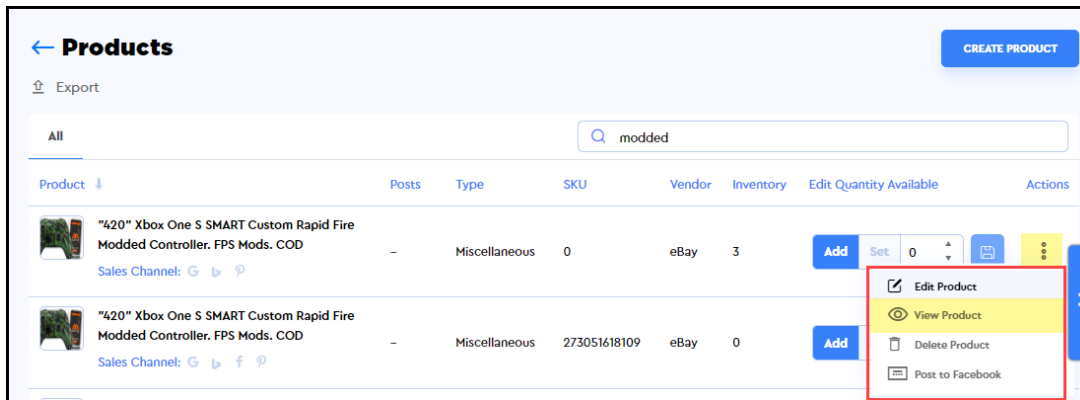 ← Products
CREATE PRODUCT
Export
All
modded
Product ↓ Posts Type SKU Vendor Inventory Edit Quantity Available Actions
"420" Xbox One S SMART Custom Rapid Fire
Modded Controller. FPS Mods. COD
– Miscellaneous 0 eBay 3 Add Set 0
Sales Channel:
Edit Product
View Product
Delete Product
Post to Facebook
"420" Xbox One S SMART Custom Rapid Fire
Modded Controller. FPS Mods. COD
– Miscellaneous 273051618109 eBay 0 Add
Sales Channel: